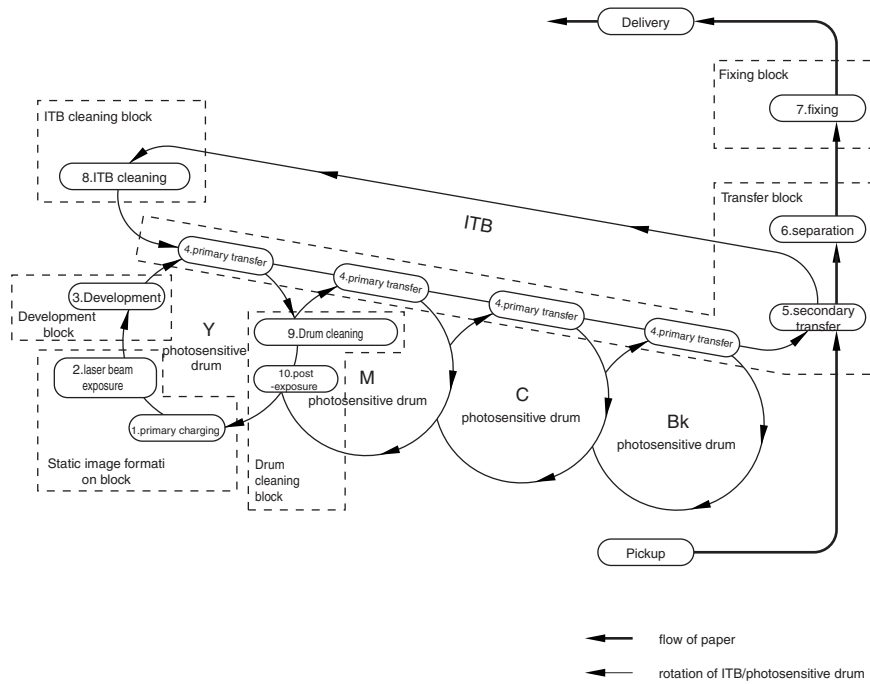 Delivery
Fixing block
7.fixing
ITB cleaning block
8.ITB cleaning
ITB
Transfer block
6.separation
4.primary transfer
4.primary transfer
4.primary transfer
4.primary transfer
5.secondary
transfer
3.Development
Development
block
Y
photosensitive
drum
9.Drum cleaning
2.laser beam
exposure
10.post
-exposure
M
photosensitive drum
C
photosensitive drum
Bk
photosensitive drum
1.primary charging
Static image formati
on block
Drum
cleaning
block
Pickup
flow of paper
rotation of ITB/photosensitive drum